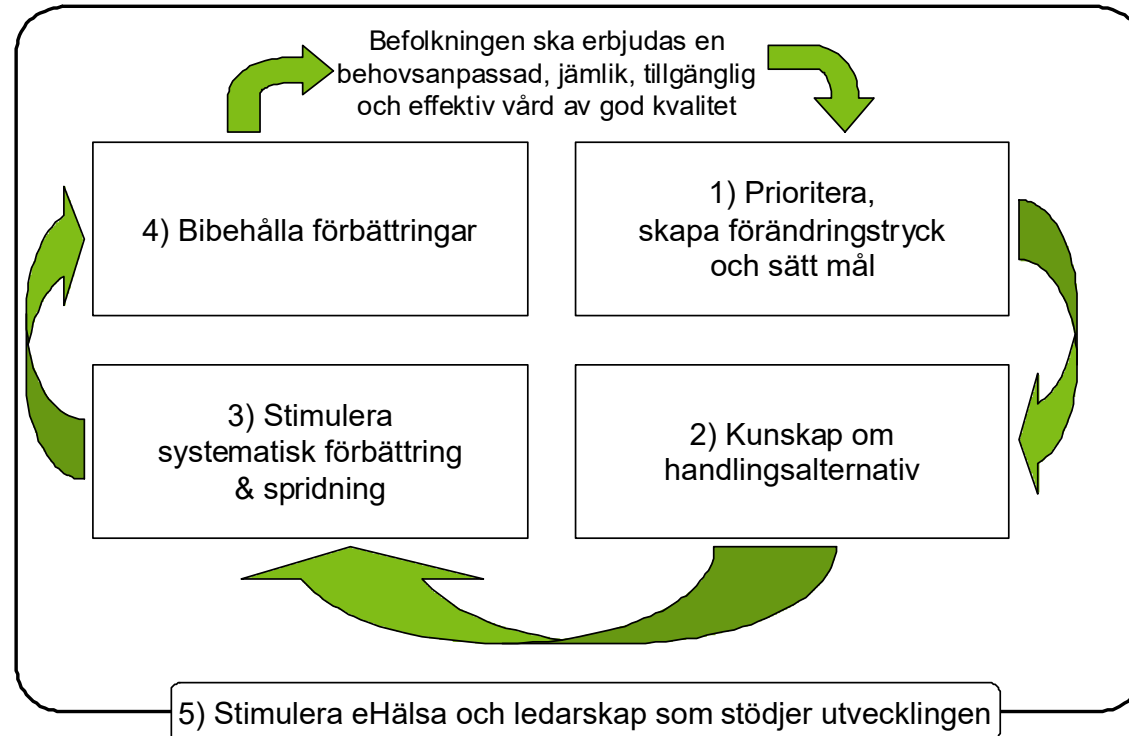 Befolkningen ska erbjudas en
behovsanpassad, jämlik, tillgänglig
och effektiv vård av god kvalitet
1) Prioritera,
skapa förändringstryck
och sätt mål
2) Kunskap om
handlingsalternativ
3) Stimulera
systematisk förbättring
& spridning
4) Bibehålla förbättringar
5) Stimulera eHälsa och ledarskap som stödjer utvecklingen